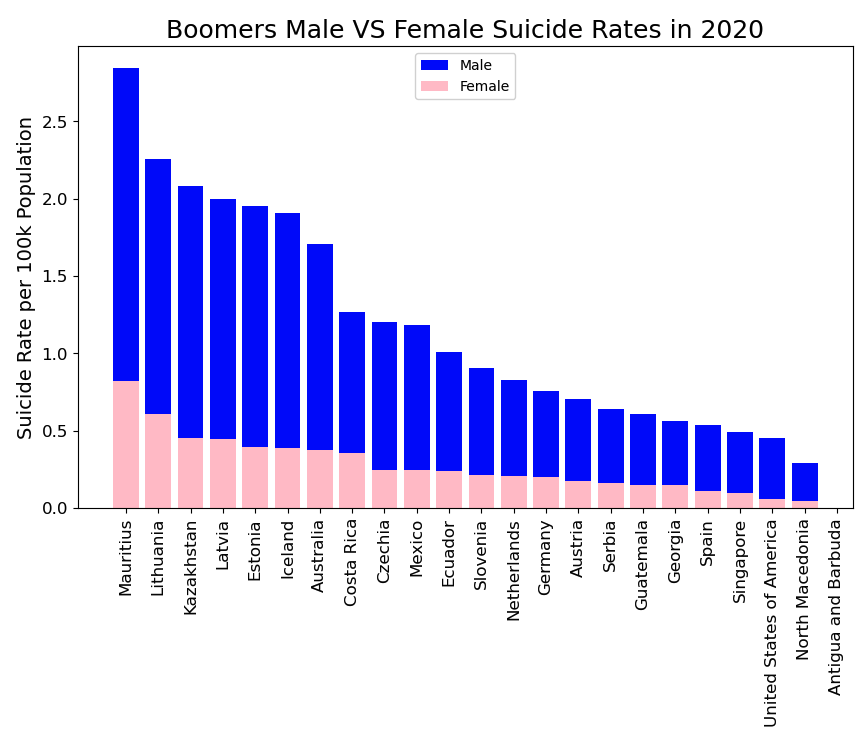 Boomers Male VS Female Suicide Rates in 2020
Male
Female
Suicide Rate per 100k Population
2.5
2.0
1.5
1.0
0.5
0.0
Mauritius
Lithuania
Kazakhstan
Latvia
Estonia
Iceland
Australia
Costa Rica
Czechia
Mexico
Ecuador
Slovenia
Netherlands
Germany
Austria
Serbia
Guatemala
Georgia
Spain
Singapore
United States of America
North Macedonia
Antigua and Barbuda